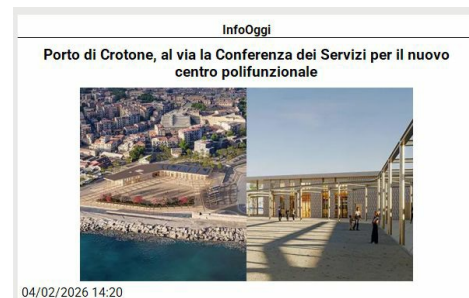 InfoOggi
Porto di Crotone, al via la Conferenza dei Servizi per il nuovo
centro polifunzionale
04/02/2026 14:20